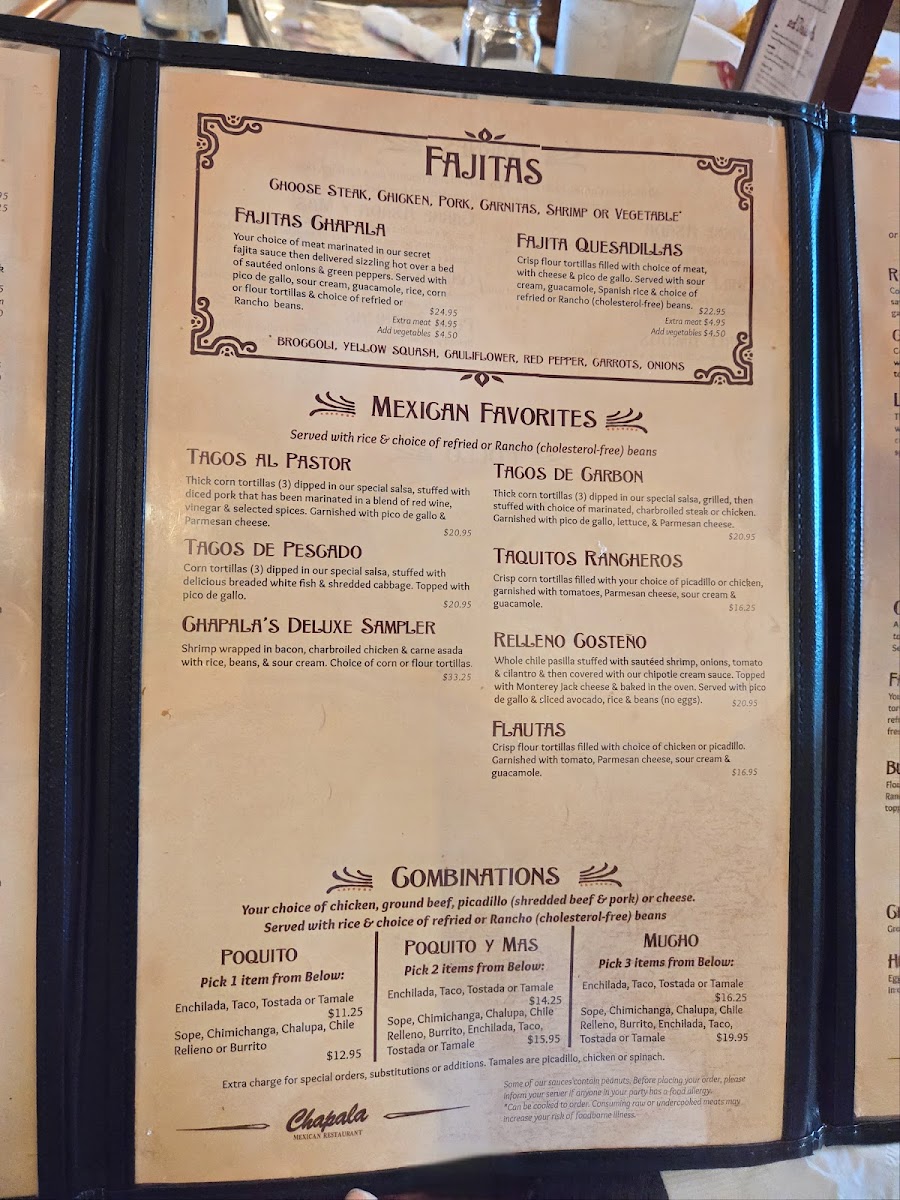 FAJITAS
CHOOSE STEAK, CHICKEN, PORK, CARNITAS, SHRIMP OR VEGETABLE*
FAJITAS CHAPALA
Your choice of meat marinated in our secret
fajita sauce then delivered sizzling hot over a bed
of sautéed onions & green peppers. Served with
pico de gallo, sour cream, guacamole, rice, corn
or flour tortillas & choice of refried or
Rancho beans.
$24.95
Extra meat $4.95
Add vegetables $4.50
FAJITA QUESADILLAS
Crisp flour tortillas filled with choice of meat,
with cheese & pico de gallo. Served with sour
cream, guacamole, Spanish rice & choice of
refried or Rancho (cholesterol-free) beans.
$22.95
Extra meat $4.95
Add vegetables $4.50
* BROCCOLI, YELLOW SQUASH, CAULIFLOWER, RED PEPPER, CARROTS, ONIONS
MEXICAN FAVORITES
Served with rice & choice of refried or Rancho (cholesterol-free) beans
TACOS AL PASTOR
Thick corn tortillas (3) dipped in our special salsa, stuffed with
diced pork that has been marinated in a blend of red wine,
vinegar & selected spices. Garnished with pico de gallo &
Parmesan cheese.
$20.95
TACOS DE PESCADO
Corn tortillas (3) dipped in our special salsa, stuffed with
delicious breaded white fish & shredded cabbage. Topped with
pico de gallo.
$20.95
CHAPALA'S DELUXE SAMPLER
Shrimp wrapped in bacon, charbroiled chicken & carne asada
with rice, beans, & sour cream. Choice of corn or flour tortillas.
$33.25
TACOS DE CARBON
Thick corn tortillas (3) dipped in our special salsa, grilled, then
stuffed with choice of marinated, charbroiled steak or chicken.
Garnished with pico de gallo, lettuce, & Parmesan cheese.
$20.95
TAQUITOS RANCHEROS
Crisp corn tortillas filled with your choice of picadillo or chicken,
garnished with tomatoes, Parmesan cheese, sour cream &
guacamole.
$16.25
RELLENO COSTEÑO
Whole chile pasilla stuffed with sautéed shrimp, onions, tomato
& cilantro & then covered with our chipotle cream sauce. Topped
with Monterey Jack cheese & baked in the oven. Served with pico
de gallo & sliced avocado, rice & beans (no eggs).
$20.95
FLAUTAS
Crisp flour tortillas filled with choice of chicken or picadillo.
Garnished with tomato, Parmesan cheese, sour cream &
guacamole.
$16.95
COMBINATIONS
Your choice of chicken, ground beef, picadillo (shredded beef & pork) or cheese.
Served with rice & choice of refried or Rancho (cholesterol-free) beans
POQUITO
Pick 1 item from Below:
Enchilada, Taco, Tostada or Tamale
$11.25
Sope, Chimichanga, Chalupa, Chile
Relleno or Burrito
$12.95
POQUITO Y MAS
Pick 2 items from Below:
Enchilada, Taco, Tostada or Tamale
$14.25
Sope, Chimichanga, Chalupa, Chile
Relleno, Burrito, Enchilada, Taco,
Tostada or Tamale
$15.95
MUCHO
Pick 3 items from Below:
Enchilada, Taco, Tostada or Tamale
$16.25
Sope, Chimichanga, Chalupa, Chile
Relleno, Burrito, Enchilada, Taco,
Tostada or Tamale
$19.95
Extra charge for special orders, substitutions or additions. Tamales are picadillo, chicken or spinach.
Some of our sauces contain peanuts. Before placing your order, please
inform your server if anyone in your party has a food allergy.
*Can be cooked to order. Consuming raw or undercooked meats may
increase your risk of foodborne illness.
Chapala
MEXICAN RESTAURANT